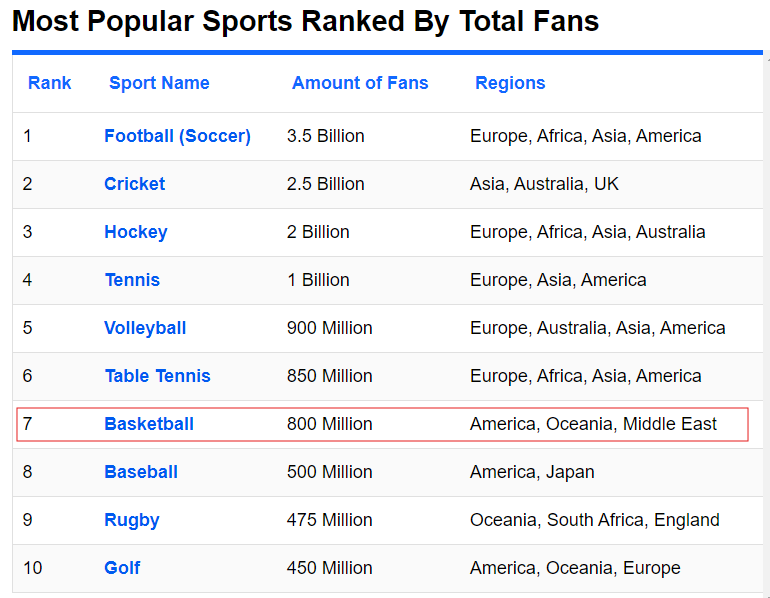 Most Popular Sports Ranked By Total Fans
Rank Sport Name Amount of Fans Regions
1 Football (Soccer) 3.5 Billion Europe, Africa, Asia, America
2 Cricket 2.5 Billion Asia, Australia, UK
3 Hockey 2 Billion Europe, Africa, Asia, Australia
4 Tennis 1 Billion Europe, Asia, America
5 Volleyball 900 Million Europe, Australia, Asia, America
6 Table Tennis 850 Million Europe, Africa, Asia, America
7 Basketball 800 Million America, Oceania, Middle East
8 Baseball 500 Million America, Japan
9 Rugby 475 Million Oceania, South Africa, England
10 Golf 450 Million America, Oceania, Europe